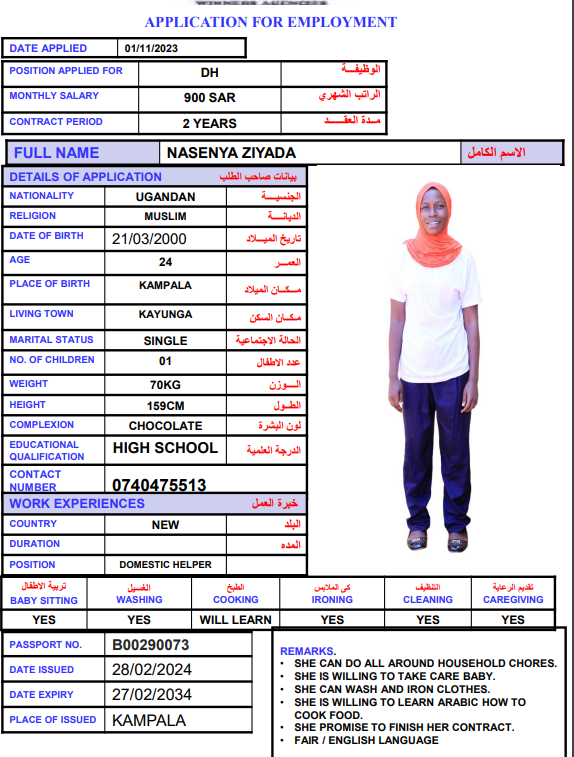 WINNERS AGENCIES
APPLICATION FOR EMPLOYMENT
DATE APPLIED 01/11/2023
POSITION APPLIED FOR DH الوظيفـــة
MONTHLY SALARY 900 SAR الراتب الشهري
CONTRACT PERIOD 2 YEARS مـدة العقــــد
FULL NAME NASENYA ZIYADA الاسم الكامل
DETAILS OF APPLICATION بيانات صاحب الطلب
NATIONALITY UGANDAN الجنسيــــة
RELIGION MUSLIM الديانــــة
DATE OF BIRTH 21/03/2000 تاريخ الميــــلاد
AGE 24 العمــر
PLACE OF BIRTH KAMPALA مـكــان الميلاد
LIVING TOWN KAYUNGA مـكـان السكن
MARITAL STATUS SINGLE الحالة الاجتماعية
NO. OF CHILDREN 01 عدد الاطفال
WEIGHT 70KG الـــوزن
HEIGHT 159CM الطــول
COMPLEXION CHOCOLATE لون البشرة
EDUCATIONAL QUALIFICATION HIGH SCHOOL الدرجة العلمية
CONTACT NUMBER 0740475513
WORK EXPERIENCES خبرة العمل
COUNTRY NEW البلد
DURATION المده
POSITION DOMESTIC HELPER
تربية الاطفال الغسيل الطبخ كى الملابس التنظيف تقديم الرعاية
BABY SITTING WASHING COOKING IRONING CLEANING CAREGIVING
YES YES WILL LEARN YES YES YES
PASSPORT NO. B00290073
DATE ISSUED 28/02/2024
DATE EXPIRY 27/02/2034
PLACE OF ISSUED KAMPALA
REMARKS.
• SHE CAN DO ALL AROUND HOUSEHOLD CHORES.
• SHE IS WILLING TO TAKE CARE BABY.
• SHE CAN WASH AND IRON CLOTHES.
• SHE IS WILLING TO LEARN ARABIC HOW TO
COOK FOOD.
• SHE PROMISE TO FINISH HER CONTRACT.
• FAIR / ENGLISH LANGUAGE